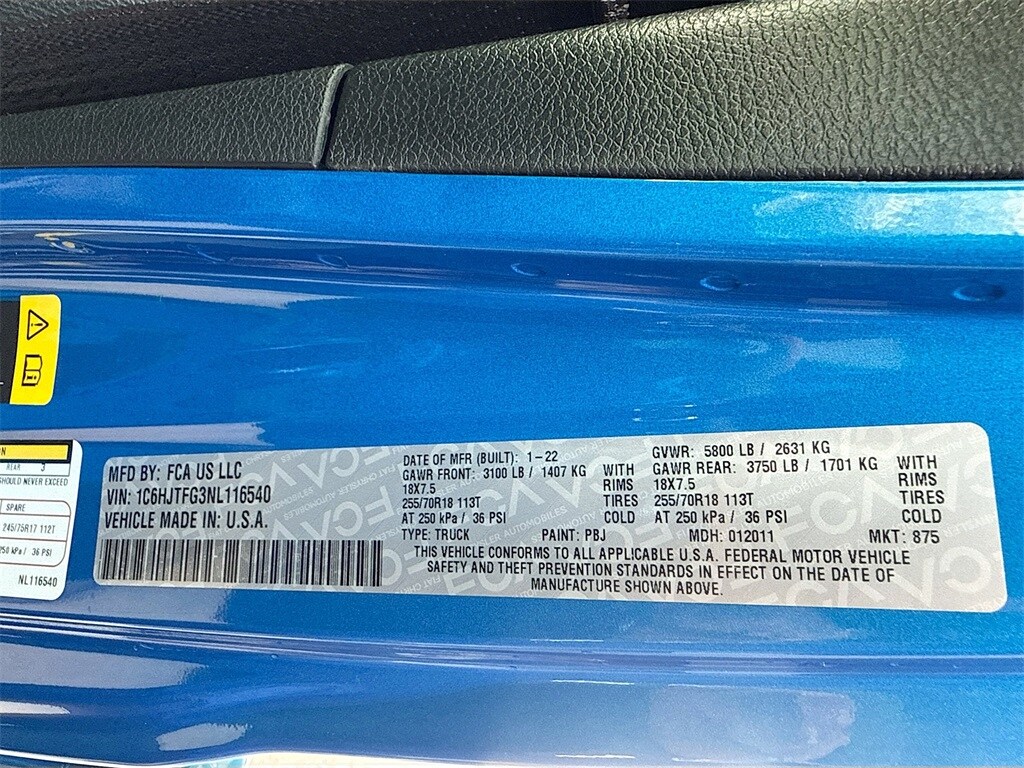 N
REAR 3
SHOULD NEVER EXCEED
SPARE
245/75R17 112T
250 kPa / 36 PSI
NL116540
MFD BY: FCA US LLC
VIN: 1C6HJTFG3NL116540
VEHICLE MADE IN: U.S.A.
DATE OF MFR (BUILT): 1-22
GAWR FRONT: 3100 LB / 1407 KG WITH
18X7.5 RIMS
255/70R18 113T TIRES
AT 250 kPa / 36 PSI COLD
GVWR: 5800 LB / 2631 KG
GAWR REAR: 3750 LB / 1701 KG WITH
18X7.5 RIMS
255/70R18 113T TIRES
AT 250 kPa / 36 PSI COLD
TYPE: TRUCK PAINT: PBJ MDH: 012011 MKT: 875
THIS VEHICLE CONFORMS TO ALL APPLICABLE U.S.A. FEDERAL MOTOR VEHICLE
SAFETY AND THEFT PREVENTION STANDARDS IN EFFECT ON THE DATE OF
MANUFACTURE SHOWN ABOVE.